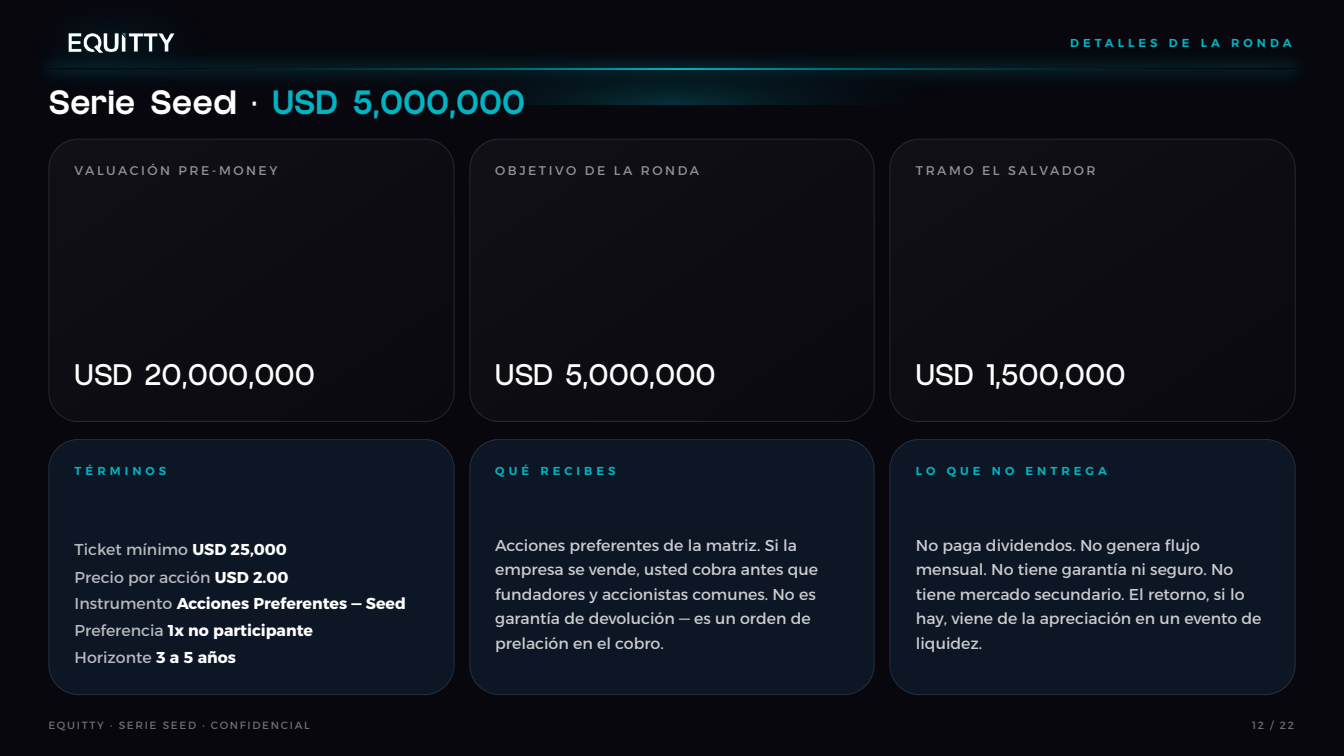 EQUITTY
DETALLES DE LA RONDA
Serie Seed · USD 5,000,000
VALUACIÓN PRE-MONEY
USD 20,000,000
OBJETIVO DE LA RONDA
USD 5,000,000
TRAMO EL SALVADOR
USD 1,500,000
TÉRMINOS
Ticket mínimo USD 25,000
Precio por acción USD 2.00
Instrumento Acciones Preferentes — Seed
Preferencia 1x no participante
Horizonte 3 a 5 años
QUÉ RECIBES
Acciones preferentes de la matriz. Si la
empresa se vende, usted cobra antes que
fundadores y accionistas comunes. No es
garantía de devolución — es un orden de
prelación en el cobro.
LO QUE NO ENTREGA
No paga dividendos. No genera flujo
mensual. No tiene garantía ni seguro. No
tiene mercado secundario. El retorno, si lo
hay, viene de la apreciación en un evento de
liquidez.
EQUITTY · SERIE SEED · CONFIDENCIAL
12 / 22